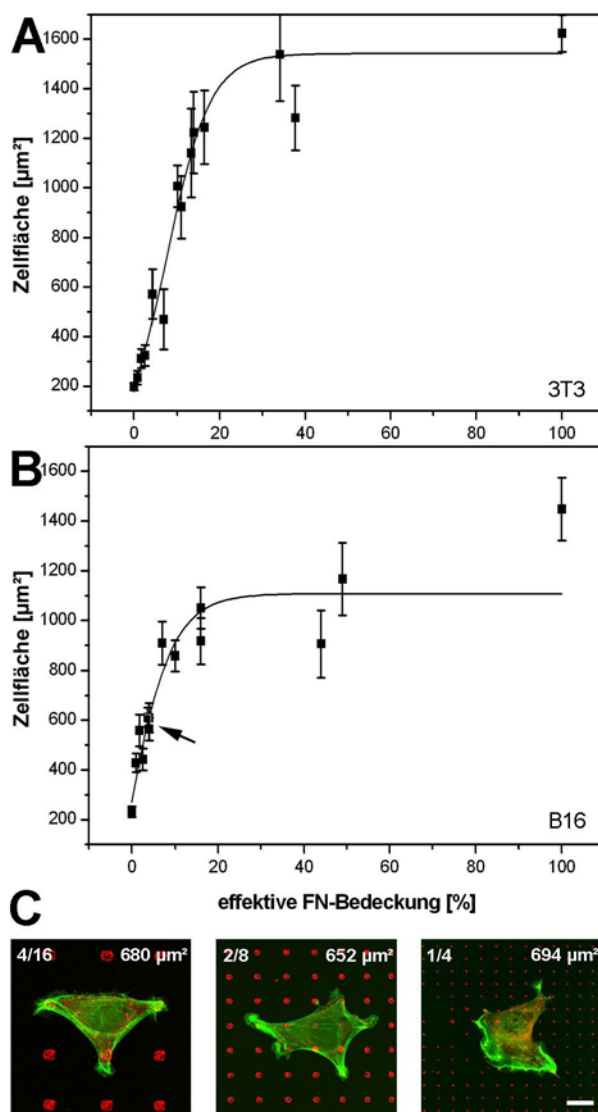 A
Zellfläche [µm²]
1600
1400
1200
1000
800
600
400
200
0 20 40 60 80 100
3T3
B
Zellfläche [µm²]
1600
1400
1200
1000
800
600
400
200
0 20 40 60 80 100
B16
effektive FN-Bedeckung [%]
C
4/16 680 µm²
2/8 652 µm²
1/4 694 µm²